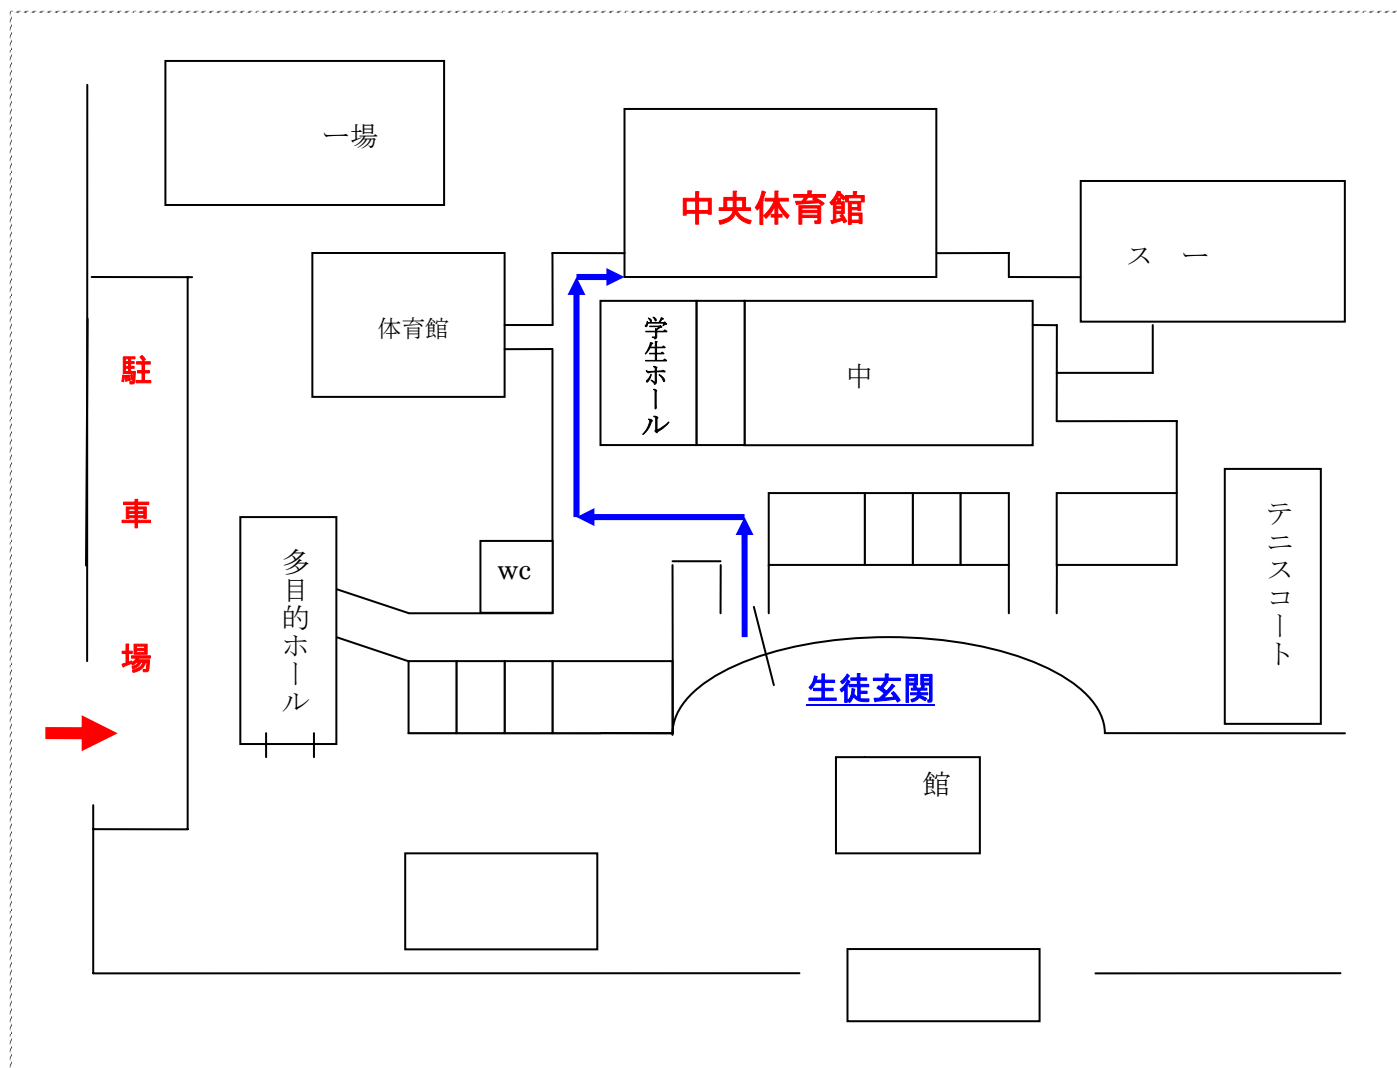 一場
中央体育館
ス ー
体育館
学生ホール
中
駐車場
テニスコート
多目的ホール
wc
生徒玄関
館